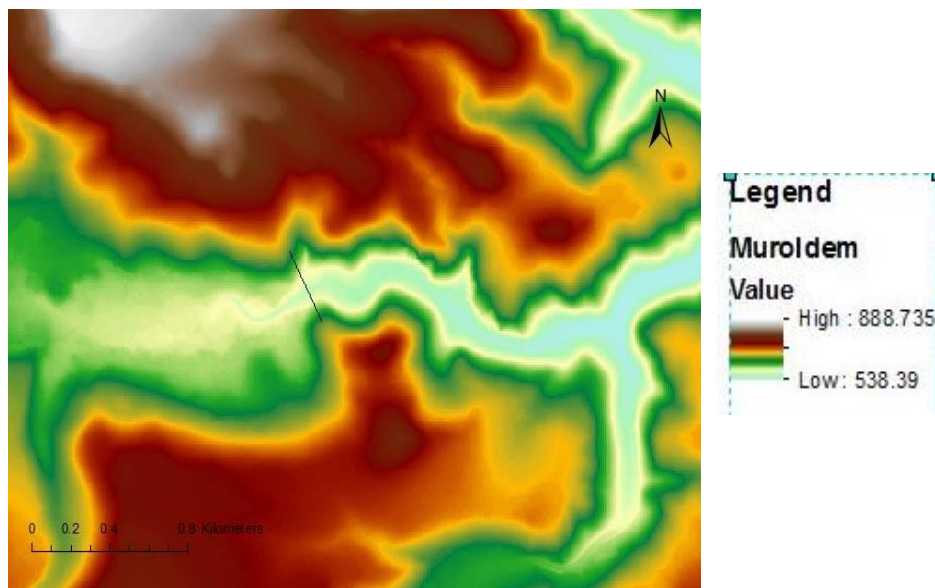 N
0 0.2 0.4 0.8 Kilometers
Legend
Muroldem
Value
High : 888.735
Low : 538.39